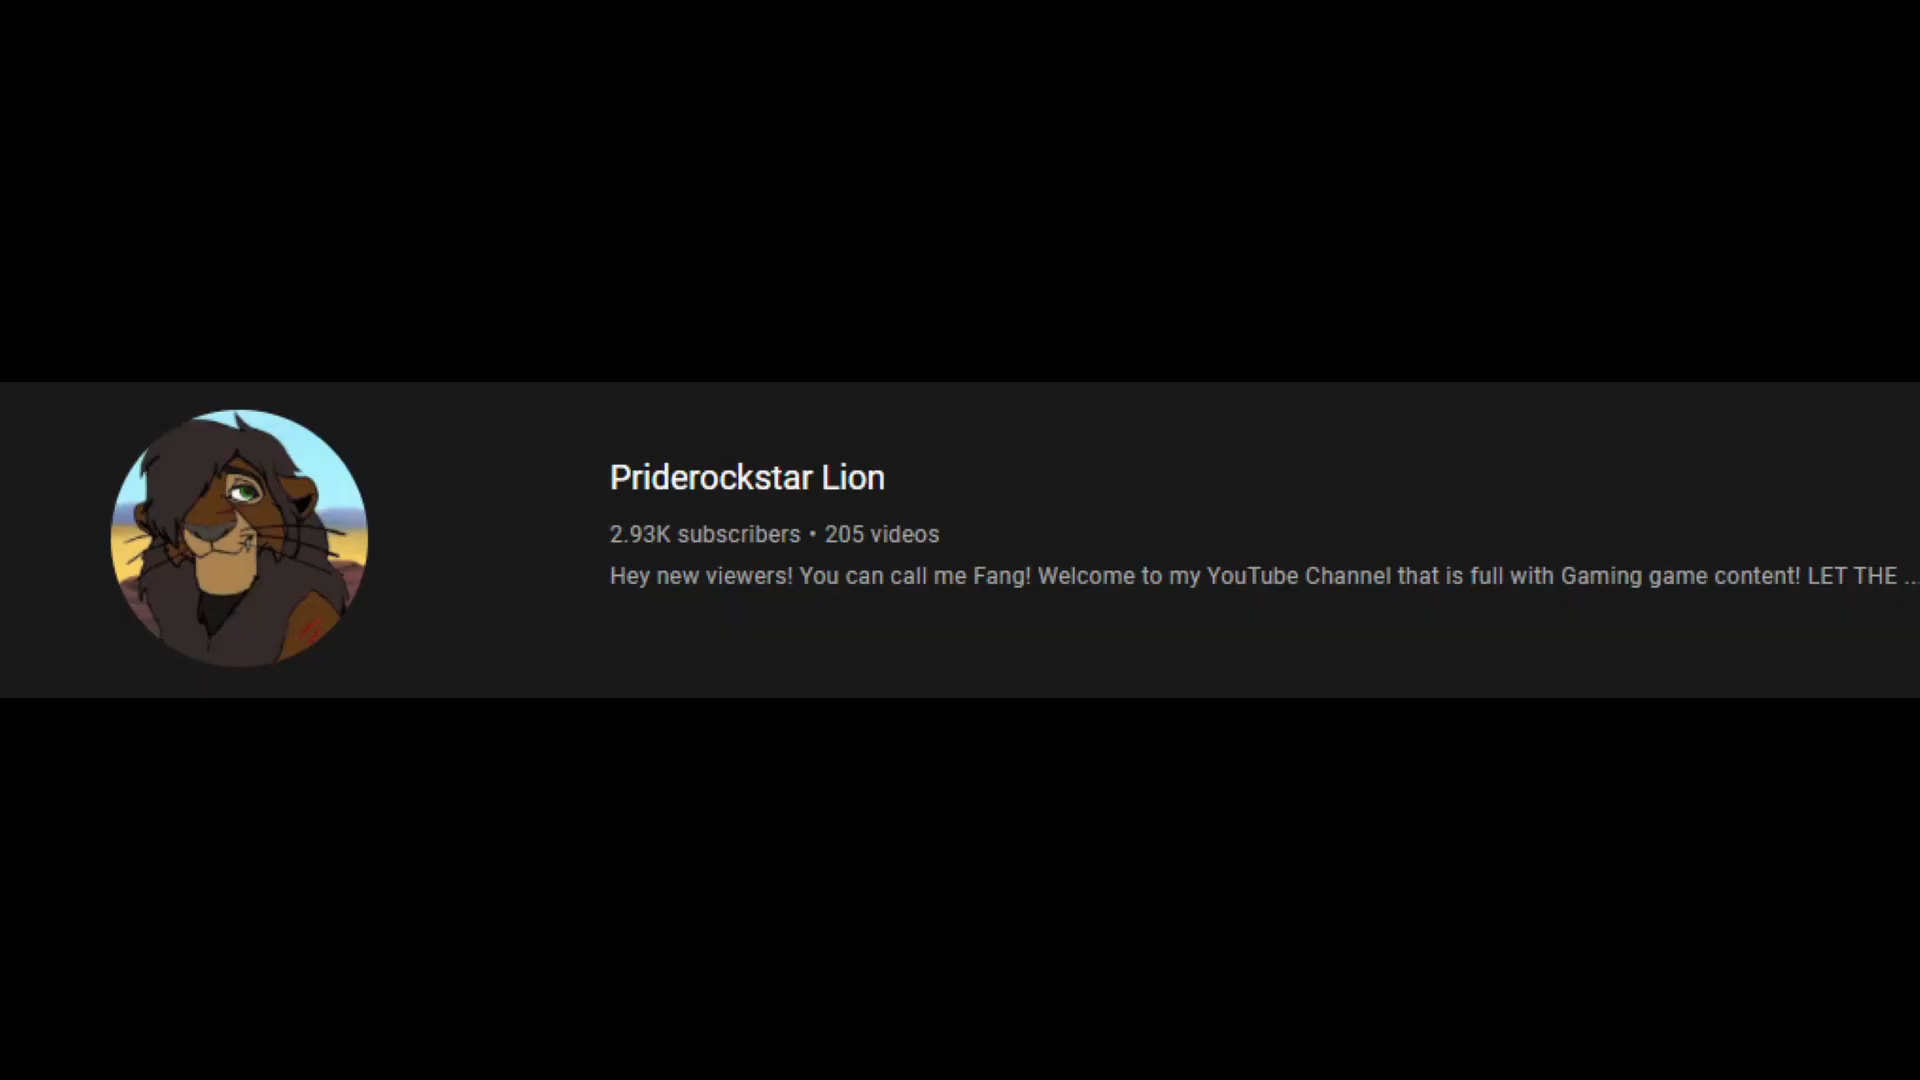 Priderockstar Lion
2.93K subscribers • 205 videos
Hey new viewers! You can call me Fang! Welcome to my YouTube Channel that is full with Gaming game content! LET THE ...